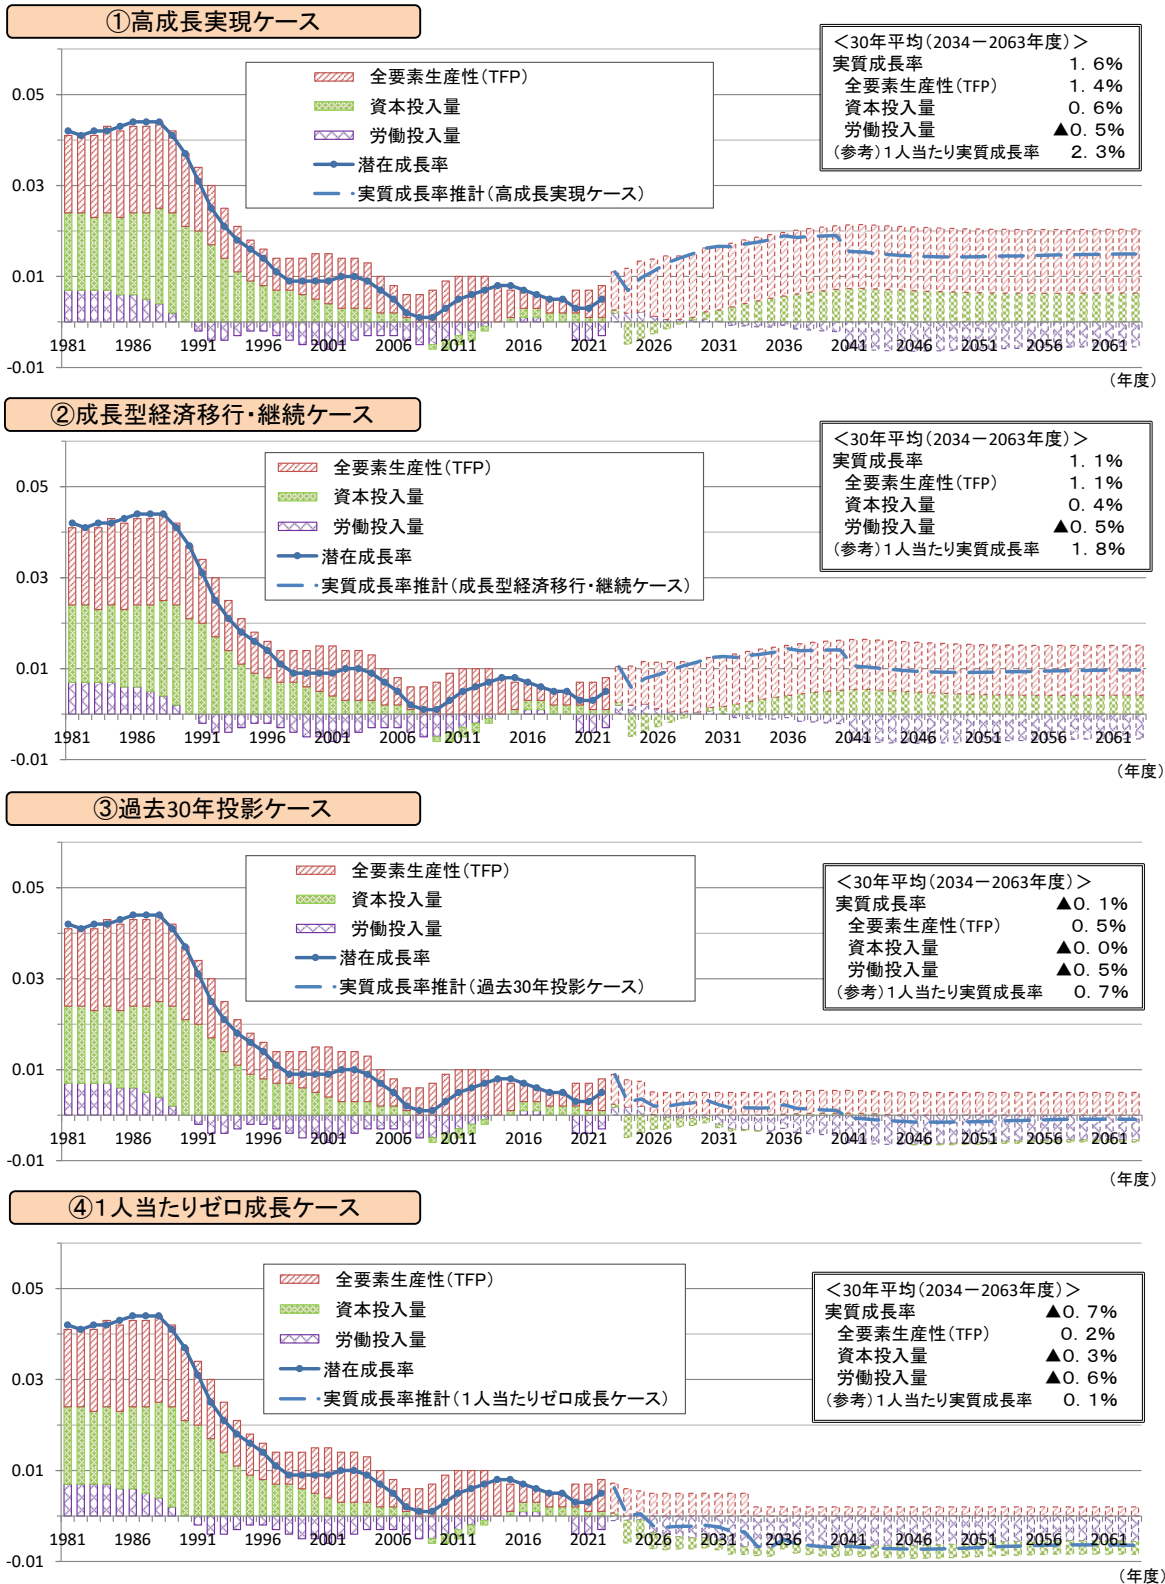 ①高成長実現ケース
＜30年平均(2034－2063年度)＞
実質成長率 1.6%
全要素生産性(TFP) 1.4%
資本投入量 0.6%
労働投入量 ▲0.5%
(参考)1人当たり実質成長率 2.3%
全要素生産性(TFP)
資本投入量
労働投入量
潜在成長率
実質成長率推計(高成長実現ケース)
0.05
0.03
0.01
-0.01
1981 1986 1991 1996 2001 2006 2011 2016 2021 2026 2031 2036 2041 2046 2051 2056 2061
(年度)
②成長型経済移行・継続ケース
＜30年平均(2034－2063年度)＞
実質成長率 1.1%
全要素生産性(TFP) 1.1%
資本投入量 0.4%
労働投入量 ▲0.5%
(参考)1人当たり実質成長率 1.8%
全要素生産性(TFP)
資本投入量
労働投入量
潜在成長率
実質成長率推計(成長型経済移行・継続ケース)
0.05
0.03
0.01
-0.01
1981 1986 1991 1996 2001 2006 2011 2016 2021 2026 2031 2036 2041 2046 2051 2056 2061
(年度)
③過去30年投影ケース
＜30年平均(2034－2063年度)＞
実質成長率 ▲0.1%
全要素生産性(TFP) 0.5%
資本投入量 ▲0.0%
労働投入量 ▲0.5%
(参考)1人当たり実質成長率 0.7%
全要素生産性(TFP)
資本投入量
労働投入量
潜在成長率
実質成長率推計(過去30年投影ケース)
0.05
0.03
0.01
-0.01
1981 1986 1991 1996 2001 2006 2011 2016 2021 2026 2031 2036 2041 2046 2051 2056 2061
(年度)
④1人当たりゼロ成長ケース
＜30年平均(2034－2063年度)＞
実質成長率 ▲0.7%
全要素生産性(TFP) 0.2%
資本投入量 ▲0.3%
労働投入量 ▲0.6%
(参考)1人当たり実質成長率 0.1%
全要素生産性(TFP)
資本投入量
労働投入量
潜在成長率
実質成長率推計(1人当たりゼロ成長ケース)
0.05
0.03
0.01
-0.01
1981 1986 1991 1996 2001 2006 2011 2016 2021 2026 2031 2036 2041 2046 2051 2056 2061
(年度)